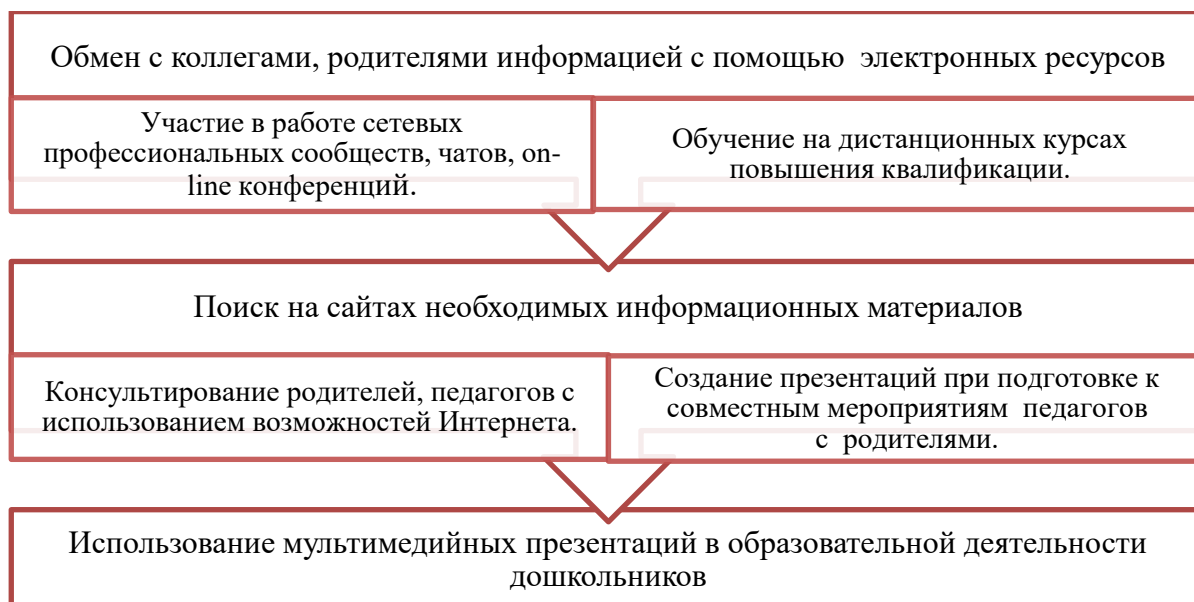 Обмен с коллегами, родителями информацией с помощью электронных ресурсов
Участие в работе сетевых
профессиональных сообществ, чатов, on-
line конференций.
Обучение на дистанционных курсах
повышения квалификации.
Поиск на сайтах необходимых информационных материалов
Консультирование родителей, педагогов с
использованием возможностей Интернета.
Создание презентаций при подготовке к
совместным мероприятиям педагогов
с родителями.
Использование мультимедийных презентаций в образовательной деятельности
дошкольников